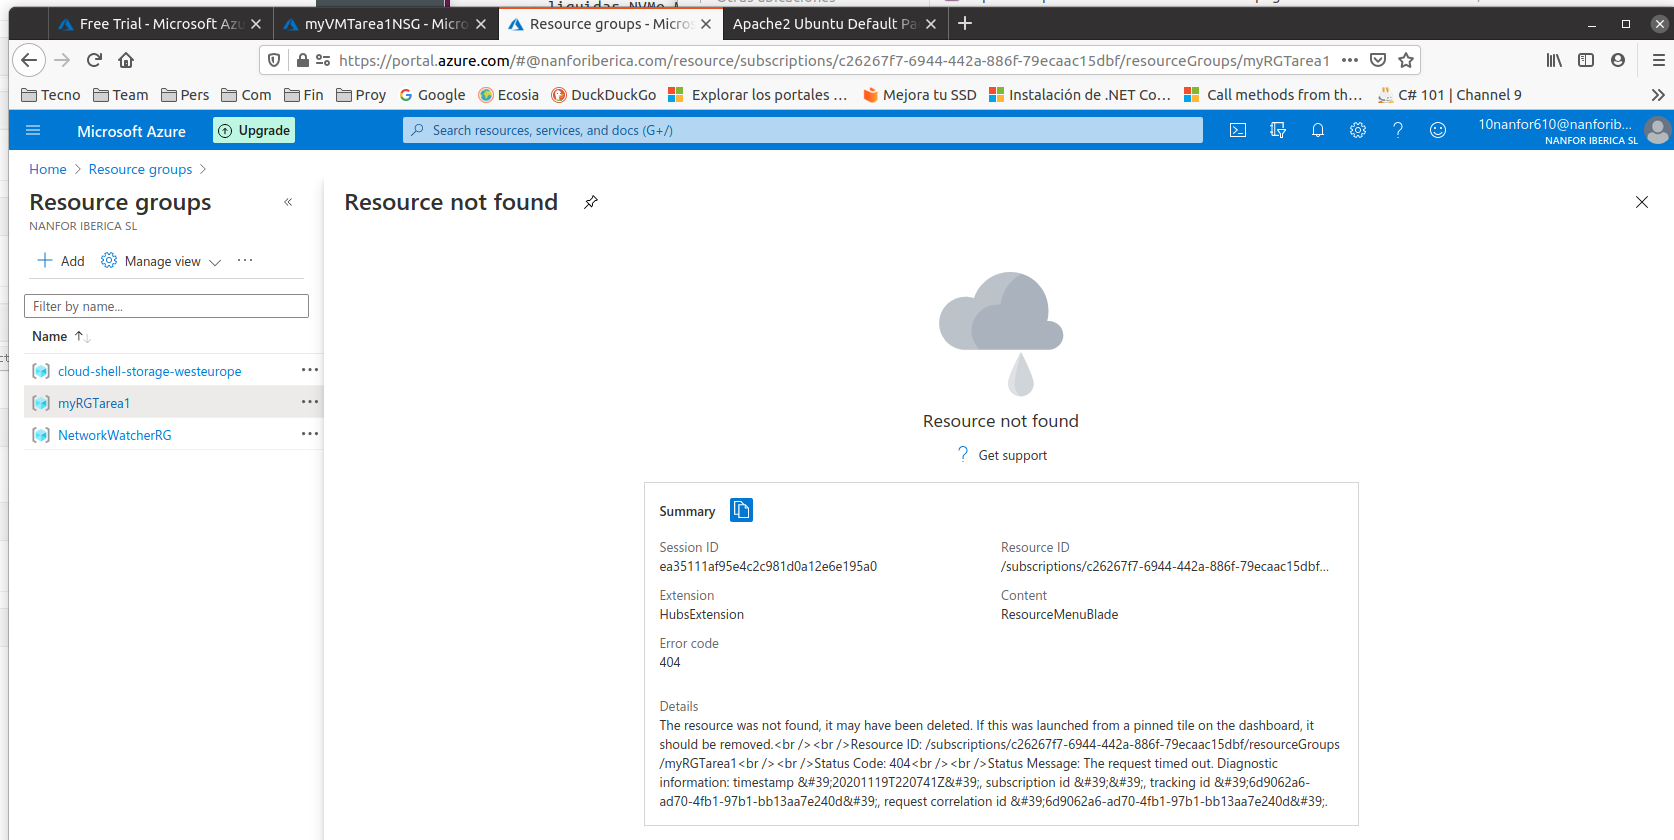 liquidas NVMe
Otras ubicaciones
Free Trial - Microsoft Azu
myVMTarea1NSG - Micro
Resource groups - Micros
Apache2 Ubuntu Default Pa
https://portal.azure.com/#@nanforiberica.com/resource/subscriptions/c26267f7-6944-442a-886f-79ecaac15dbf/resourceGroups/myRGTarea1
Tecno Team Pers Com Fin Proy Google Ecosia DuckDuckGo Explorar los portales ... Mejora tu SSD Instalación de .NET Co... Call methods from th... C# 101 | Channel 9
Microsoft Azure
Upgrade
Search resources, services, and docs (G+/)
10nanfor610@nanforib...
NANFOR IBERICA SL
Home > Resource groups >
Resource groups «
NANFOR IBERICA SL
+ Add Manage view ...
Filter by name...
Name ↑↓
cloud-shell-storage-westeurope ...
myRGTarea1 ...
NetworkWatcherRG ...
Resource not found
Resource not found
? Get support
Summary
Session ID
ea35111af95e4c2c981d0a12e6e195a0
Resource ID
/subscriptions/c26267f7-6944-442a-886f-79ecaac15dbf...
Extension
HubsExtension
Content
ResourceMenuBlade
Error code
404
Details
The resource was not found, it may have been deleted. If this was launched from a pinned tile on the dashboard, it
should be removed.<br /><br />Resource ID: /subscriptions/c26267f7-6944-442a-886f-79ecaac15dbf/resourceGroups
/myRGTarea1<br /><br />Status Code: 404<br /><br />Status Message: The request timed out. Diagnostic
information: timestamp &#39;20201119T220741Z&#39;, subscription id &#39;&#39;, tracking id &#39;6d9062a6-
ad70-4fb1-97b1-bb13aa7e240d&#39;, request correlation id &#39;6d9062a6-ad70-4fb1-97b1-bb13aa7e240d&#39;.